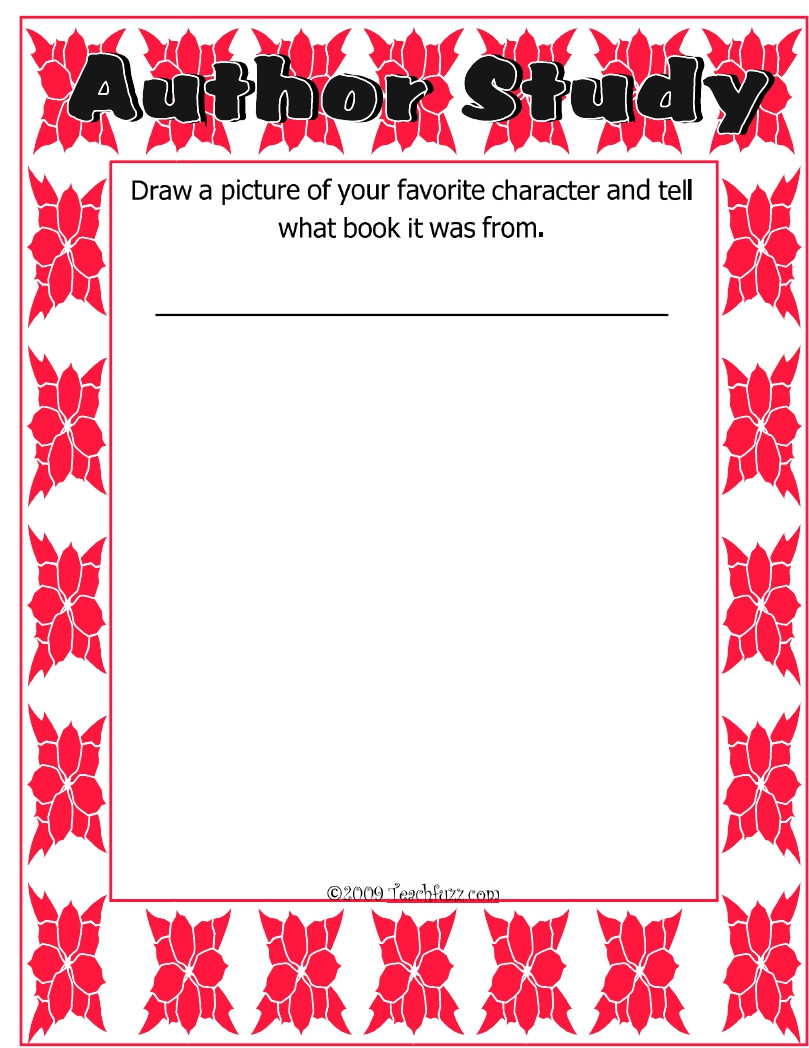 Author Study
Draw a picture of your favorite character and tell
what book it was from.
©2009 Teachfuzz.com